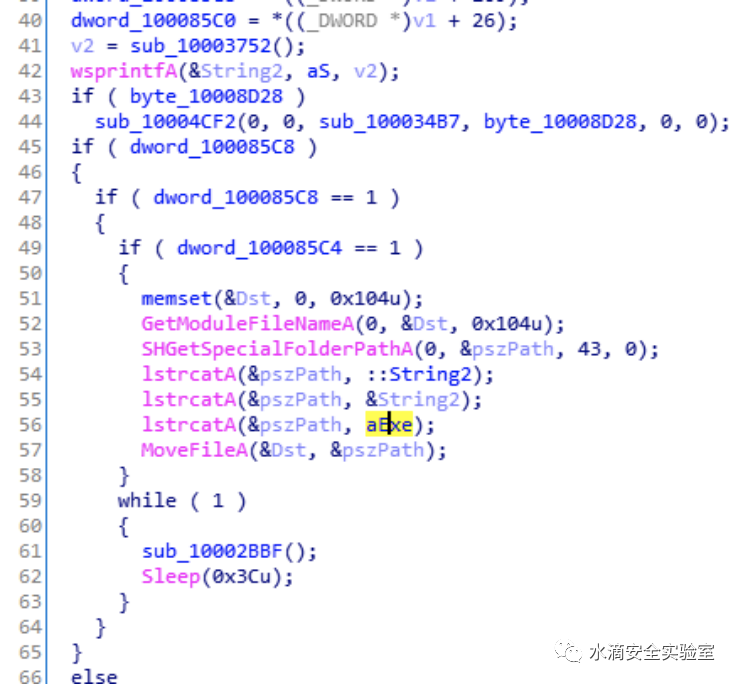 40 dword_100085C0 = *((_DWORD *)v1 + 26);
41 v2 = sub_10003752();
42 wsprintfA(&String2, aS, v2);
43 if ( byte_10008D28 )
44 sub_10004CF2(0, 0, sub_100034B7, byte_10008D28, 0, 0);
45 if ( dword_100085C8 )
46 {
47 if ( dword_100085C8 == 1 )
48 {
49 if ( dword_100085C4 == 1 )
50 {
51 memset(&Dst, 0, 0x104u);
52 GetModuleFileNameA(0, &Dst, 0x104u);
53 SHGetSpecialFolderPathA(0, &pszPath, 43, 0);
54 lstrcatA(&pszPath, ::String2);
55 lstrcatA(&pszPath, &String2);
56 lstrcatA(&pszPath, aExe);
57 MoveFileA(&Dst, &pszPath);
58 }
59 while ( 1 )
60 {
61 sub_10002BBF();
62 Sleep(0x3Cu);
63 }
64 }
65 }
66 else
水滴安全实验室